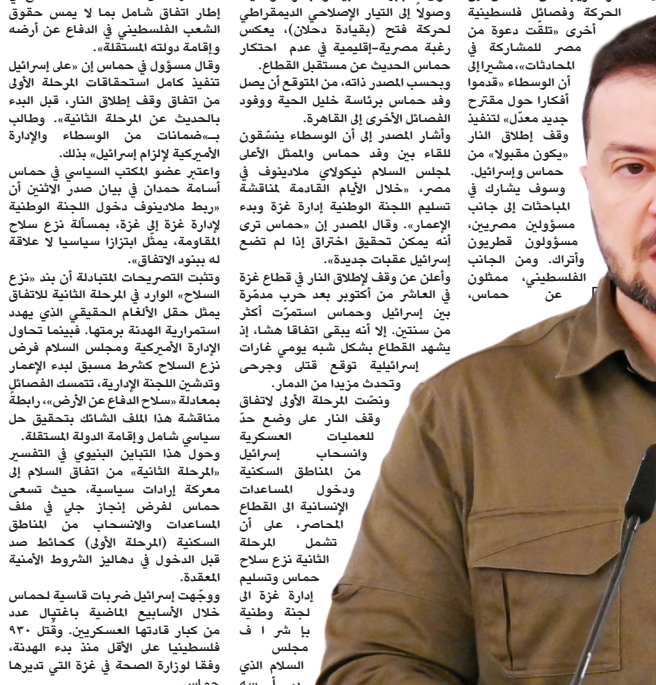 الحركة وفصائل فلسطينية
أخرى «تلقت دعوة من
مصر للمشاركة في
المحادثات»، مشيرا إلى
أن الوسطاء «قدموا
أفكارا حول مقترح
جديد معدّل» لتنفيذ
وقف إطلاق النار
«يكون مقبولا» من
حماس وإسرائيل.
وسوف يشارك في
المباحثات إلى جانب
مسؤولين مصريين،
مسؤولون قطريون
وأتراك. ومن الجانب
الفلسطيني، ممثلون
عن حماس،
وصولاً إلى التيار الإصلاحي الديمقراطي
لحركة فتح (بقيادة دحلان)، يعكس
رغبة مصرية-إقليمية في عدم احتكار
حماس الحديث عن مستقبل القطاع.
وبحسب المصدر ذاته، من المتوقع أن يصل
وفد حماس برئاسة خليل الحية ووفود
الفصائل الأخرى إلى القاهرة.
وأشار المصدر إلى أن الوسطاء ينسّقون
للقاء بين وفد حماس والممثل الأعلى
لمجلس السلام نيكولاي ملادينوف في
مصر، «خلال الأيام القادمة لمناقشة
تسليم اللجنة الوطنية إدارة غزة وبدء
الإعمار». وقال المصدر إن «حماس ترى
أنه يمكن تحقيق اختراق إذا لم تضع
إسرائيل عقبات جديدة».
وأعلن عن وقف لإطلاق النار في قطاع غزة
في العاشر من أكتوبر بعد حرب مدمّرة
بين إسرائيل وحماس استمرّت أكثر
من سنتين. إلا أنه يبقى اتفاقا هشا، إذ
يشهد القطاع بشكل شبه يومي غارات
إسرائيلية توقع قتلى وجرحى
وتحدث مزيدا من الدمار.
ونصّت المرحلة الأولى لاتفاق
وقف النار على وضع حدّ
للعمليات العسكرية
وانسحاب إسرائيل
من المناطق السكنية
ودخول المساعدات
الإنسانية الى القطاع
المحاصر، على أن
تشمل المرحلة
الثانية نزع سلاح
حماس وتسليم
إدارة غزة الى
لجنة وطنية
بإشراف
مجلس
السلام الذي
إطار اتفاق شامل بما لا يمس حقوق
الشعب الفلسطيني في الدفاع عن أرضه
وإقامة دولته المستقلة».
وقال مسؤول في حماس إن «على إسرائيل
تنفيذ كامل استحقاقات المرحلة الأولى
من اتفاق وقف إطلاق النار، قبل البدء
بالحديث عن المرحلة الثانية». وطالب
بـ«ضمانات من الوسطاء والإدارة
الأميركية لإلزام إسرائيل» بذلك.
واعتبر عضو المكتب السياسي في حماس
أسامة حمدان في بيان صدر الاثنين أن
«ربط ملادينوف دخول اللجنة الوطنية
لإدارة غزة إلى غزة، بمسألة نزع سلاح
المقاومة، يمثّل ابتزازا سياسيا لا علاقة
له ببنود الاتفاق».
وتثبت التصريحات المتبادلة أن بند «نزع
السلاح» الوارد في المرحلة الثانية للاتفاق
يمثل حقل الألغام الحقيقي الذي يهدد
استمرارية الهدنة برمتها. فبينما تحاول
الإدارة الأميركية ومجلس السلام فرض
نزع السلاح كشرط مسبق لبدء الإعمار
وتدشين اللجنة الإدارية، تتمسك الفصائل
بمعادلة «سلاح الدفاع عن الأرض»، رابطةً
مناقشة هذا الملف الشائك بتحقيق حل
سياسي شامل وإقامة الدولة المستقلة.
وحول هذا التباين البنيوي في التفسير
«المرحلة الثانية» من اتفاق السلام إلى
معركة إرادات سياسية، حيث تسعى
حماس لفرض إنجاز جلي في ملف
المساعدات والانسحاب من المناطق
السكنية (المرحلة الأولى) كحائط صد
قبل الدخول في دهاليز الشروط الأمنية
المعقدة.
ووجّهت إسرائيل ضربات قاسية لحماس
خلال الأسابيع الماضية باغتيال عدد
من كبار قادتها العسكريين. وقُتل ٩٣٠
فلسطينيا على الأقل منذ بدء الهدنة،
وفقا لوزارة الصحة في غزة التي تديرها
حماس.